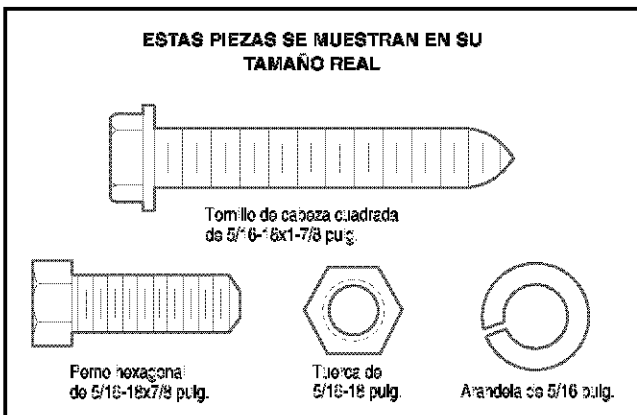 ESTAS PIEZAS SE MUESTRAN EN SU
TAMAÑO REAL
Tornillo de cabeza cuadrada
de 5/16-18x1-7/8 pulg.
Perno hexagonal
de 5/16-18x7/8 pulg.
Tuerca de
5/16-18 pulg.
Arandela de 5/16 pulg.